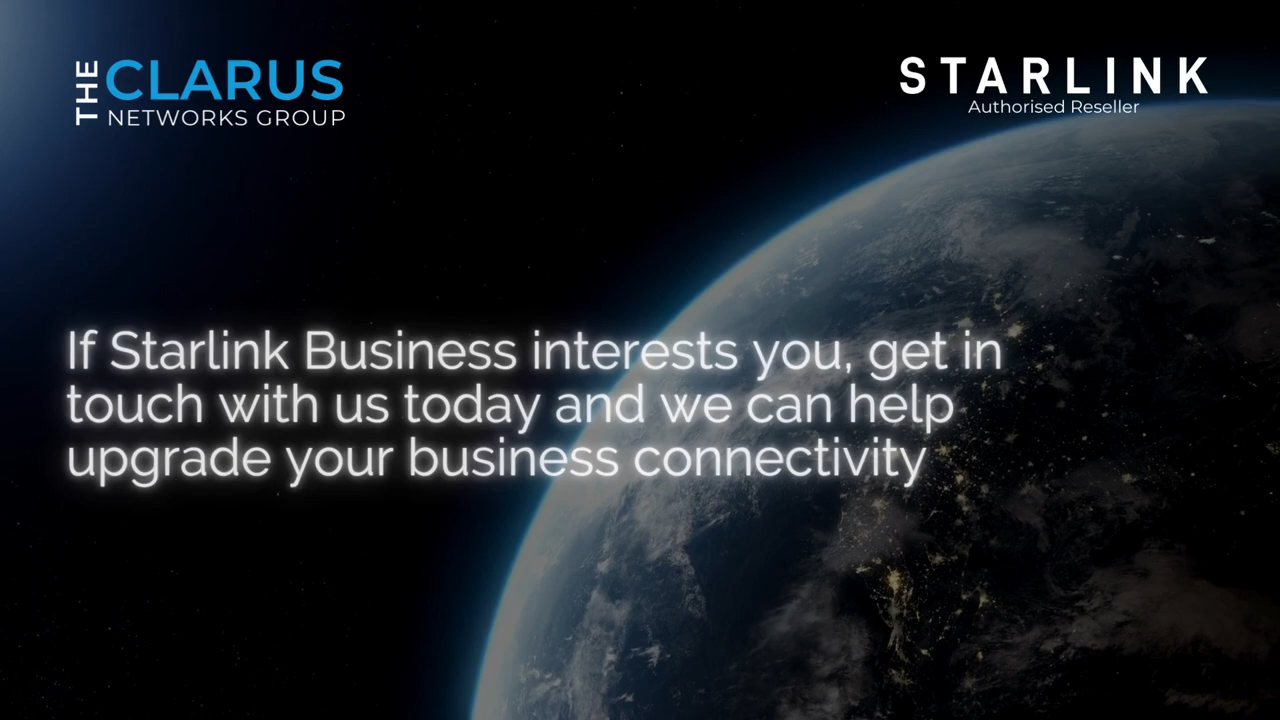 THE CLARUS
NETWORKS GROUP
STARLINK
Authorised Reseller
If Starlink Business interests you, get in
touch with us today and we can help
upgrade your business connectivity